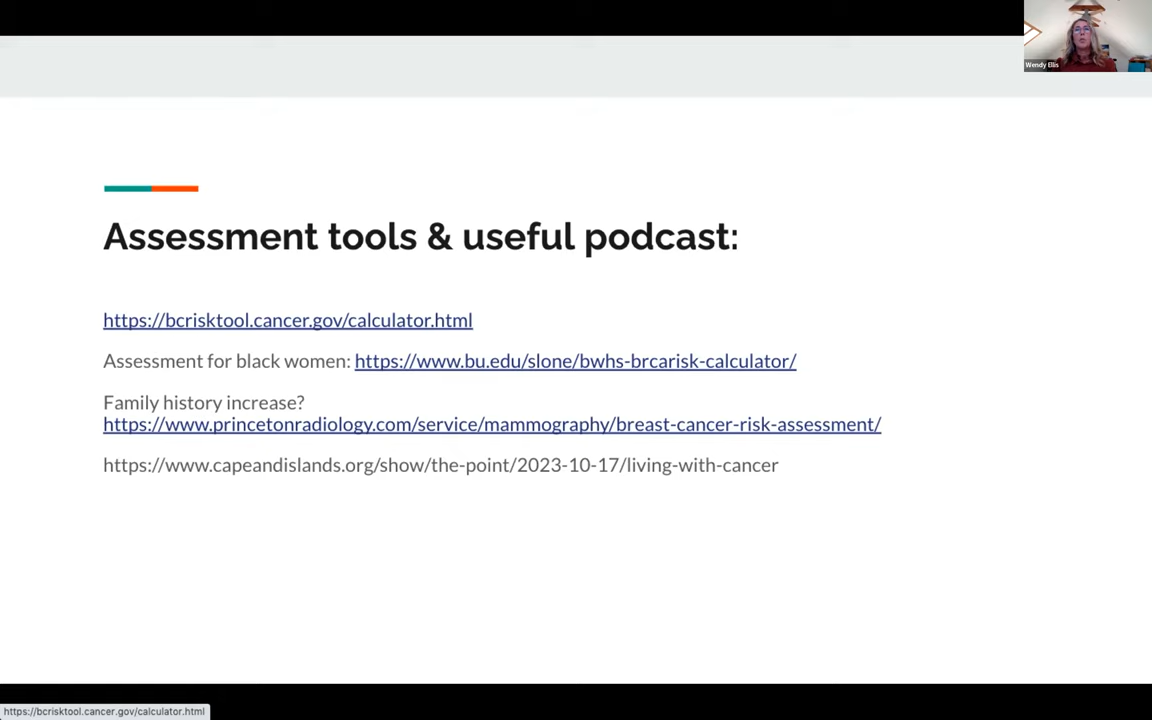 Wendy Ellis
Assessment tools & useful podcast:
https://bcrisktool.cancer.gov/calculator.html
Assessment for black women: https://www.bu.edu/slone/bwhs-brcarisk-calculator/
Family history increase?
https://www.princetonradiology.com/service/mammography/breast-cancer-risk-assessment/
https://www.capeandislands.org/show/the-point/2023-10-17/living-with-cancer
https://bcrisktool.cancer.gov/calculator.html